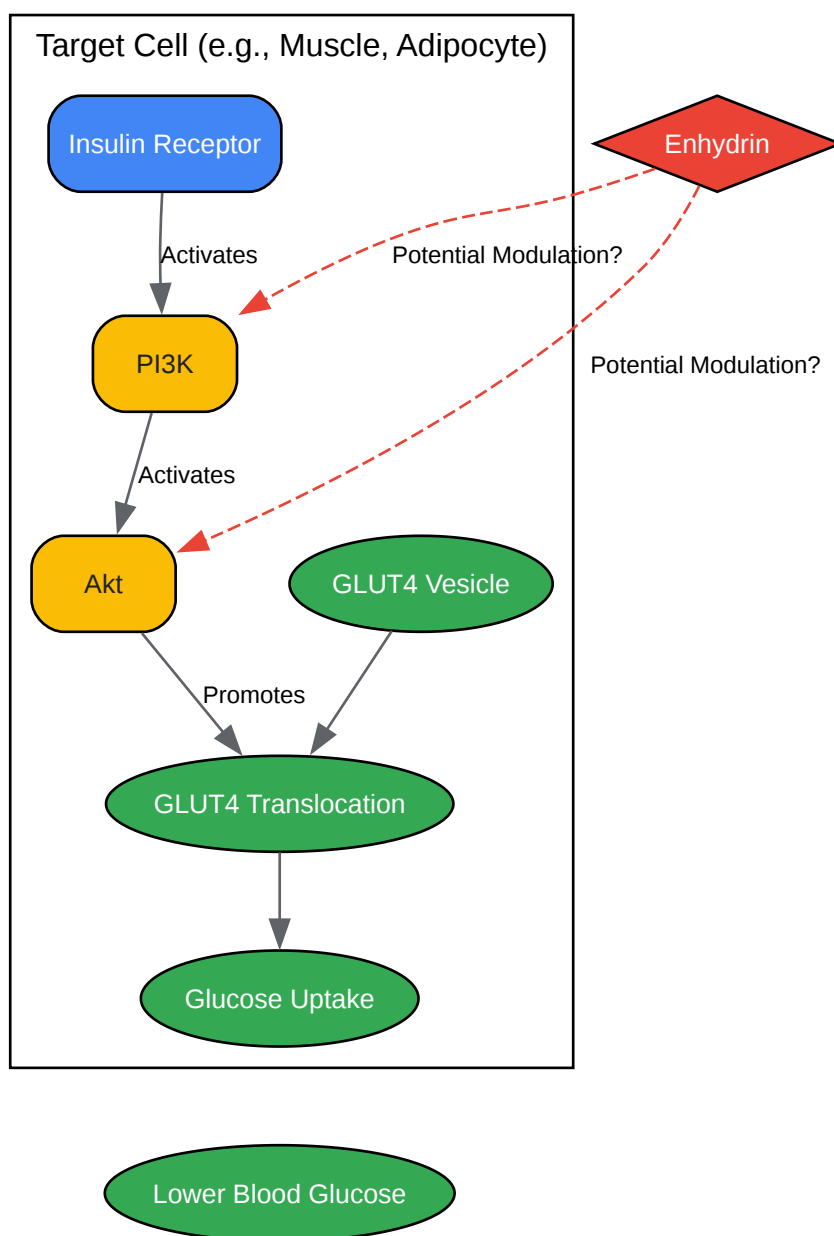 Target Cell (e.g., Muscle, Adipocyte)
Insulin Receptor
Enhydrin
Activates
Potential Modulation?
PI3K
Potential Modulation?
Activates
Akt
GLUT4 Vesicle
Promotes
GLUT4 Translocation
Glucose Uptake
Lower Blood Glucose